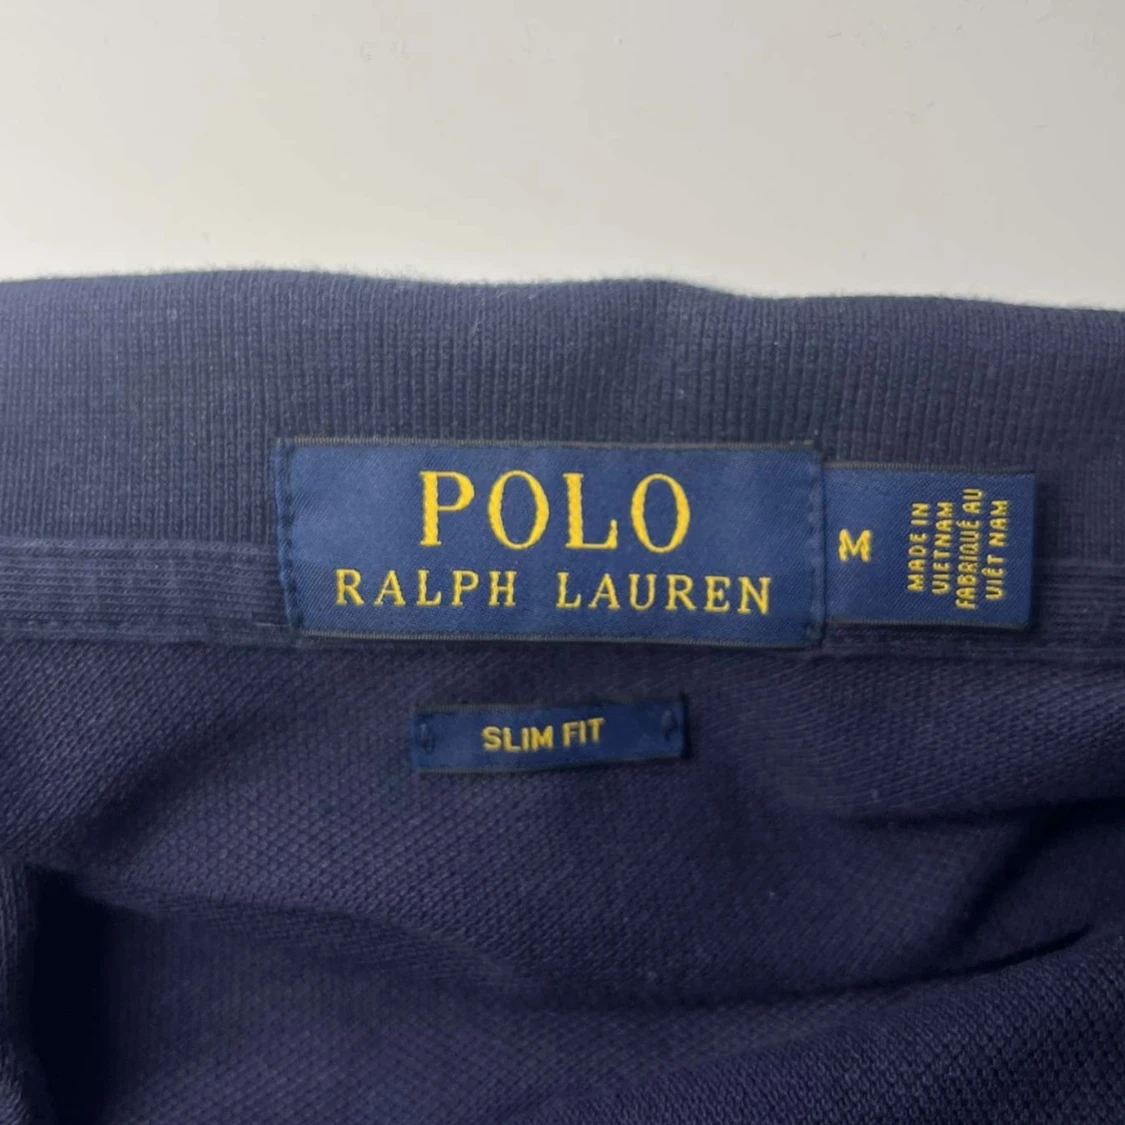 POLO
RALPH LAUREN
M
MADE IN
VIETNAM
FABRIQUÉ AU
VIÊT NAM
SLIM FIT